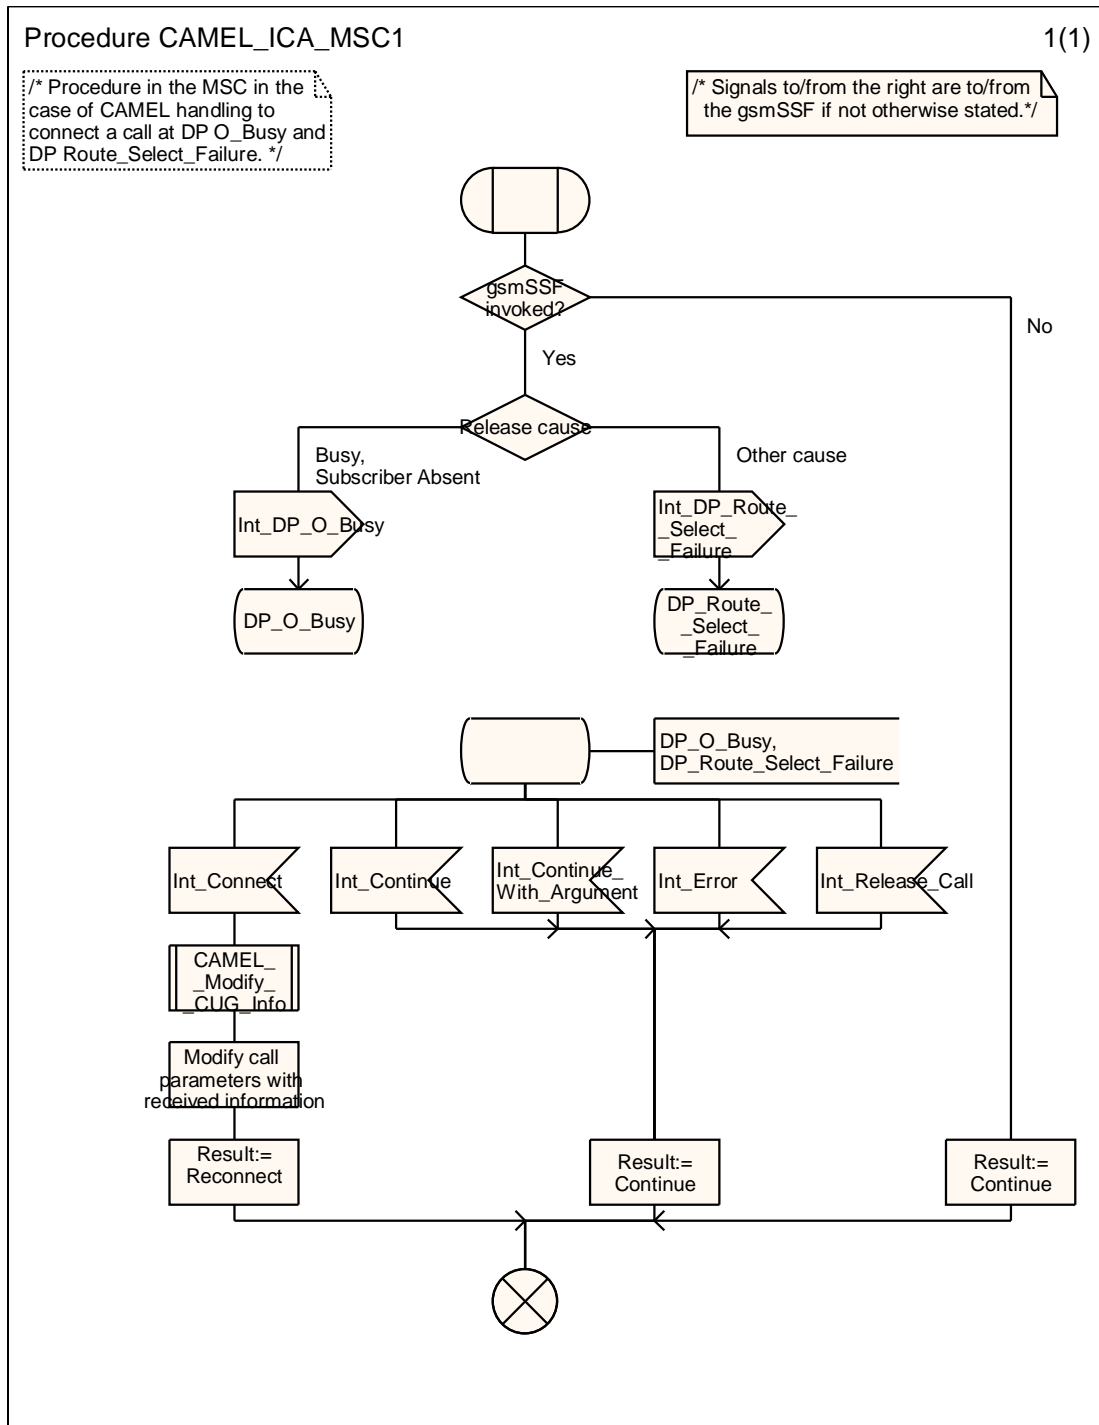 Procedure CAMEL_ICA_MSC1
1(1)
/* Procedure in the MSC in the
case of CAMEL handling to
connect a call at DP O_Busy and
DP Route_Select_Failure. */
/* Signals to/from the right are to/from
the gsmSSF if not otherwise stated.*/
gsmSSF
invoked?
No
Yes
Release cause
Busy,
Subscriber Absent
Other cause
Int_DP_O_Busy
Int_DP_Route_
_Select_
_Failure
DP_O_Busy
DP_Route_
_Select_
_Failure
DP_O_Busy,
DP_Route_Select_Failure
Int_Connect
Int_Continue
Int_Continue_
With_Argument
Int_Error
Int_Release_Call
CAMEL_
_Modify_
_CUG_Info
Modify call
parameters with
received information
Result:=
Reconnect
Result:=
Continue
Result:=
Continue